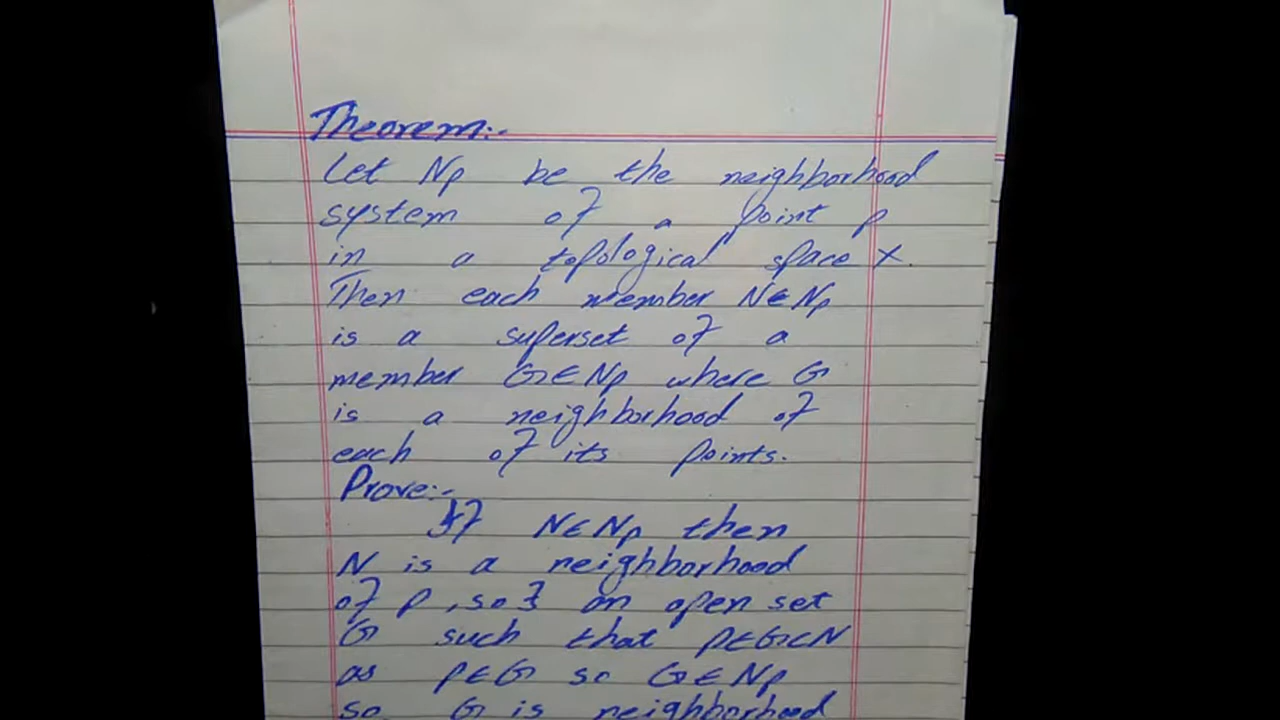 Theorem:-
Let Np be the neighborhood
system of a point p
in a topological space X.
Then each member N∈Np
is a superset of a
member G∈Np where G
is a neighborhood of
each of its points.
Prove:-
If N∈Np then
N is a neighborhood
of p, so ∃ an open set
G such that p∈G⊂N
as p∈G so G∈Np
so G is neighborhood